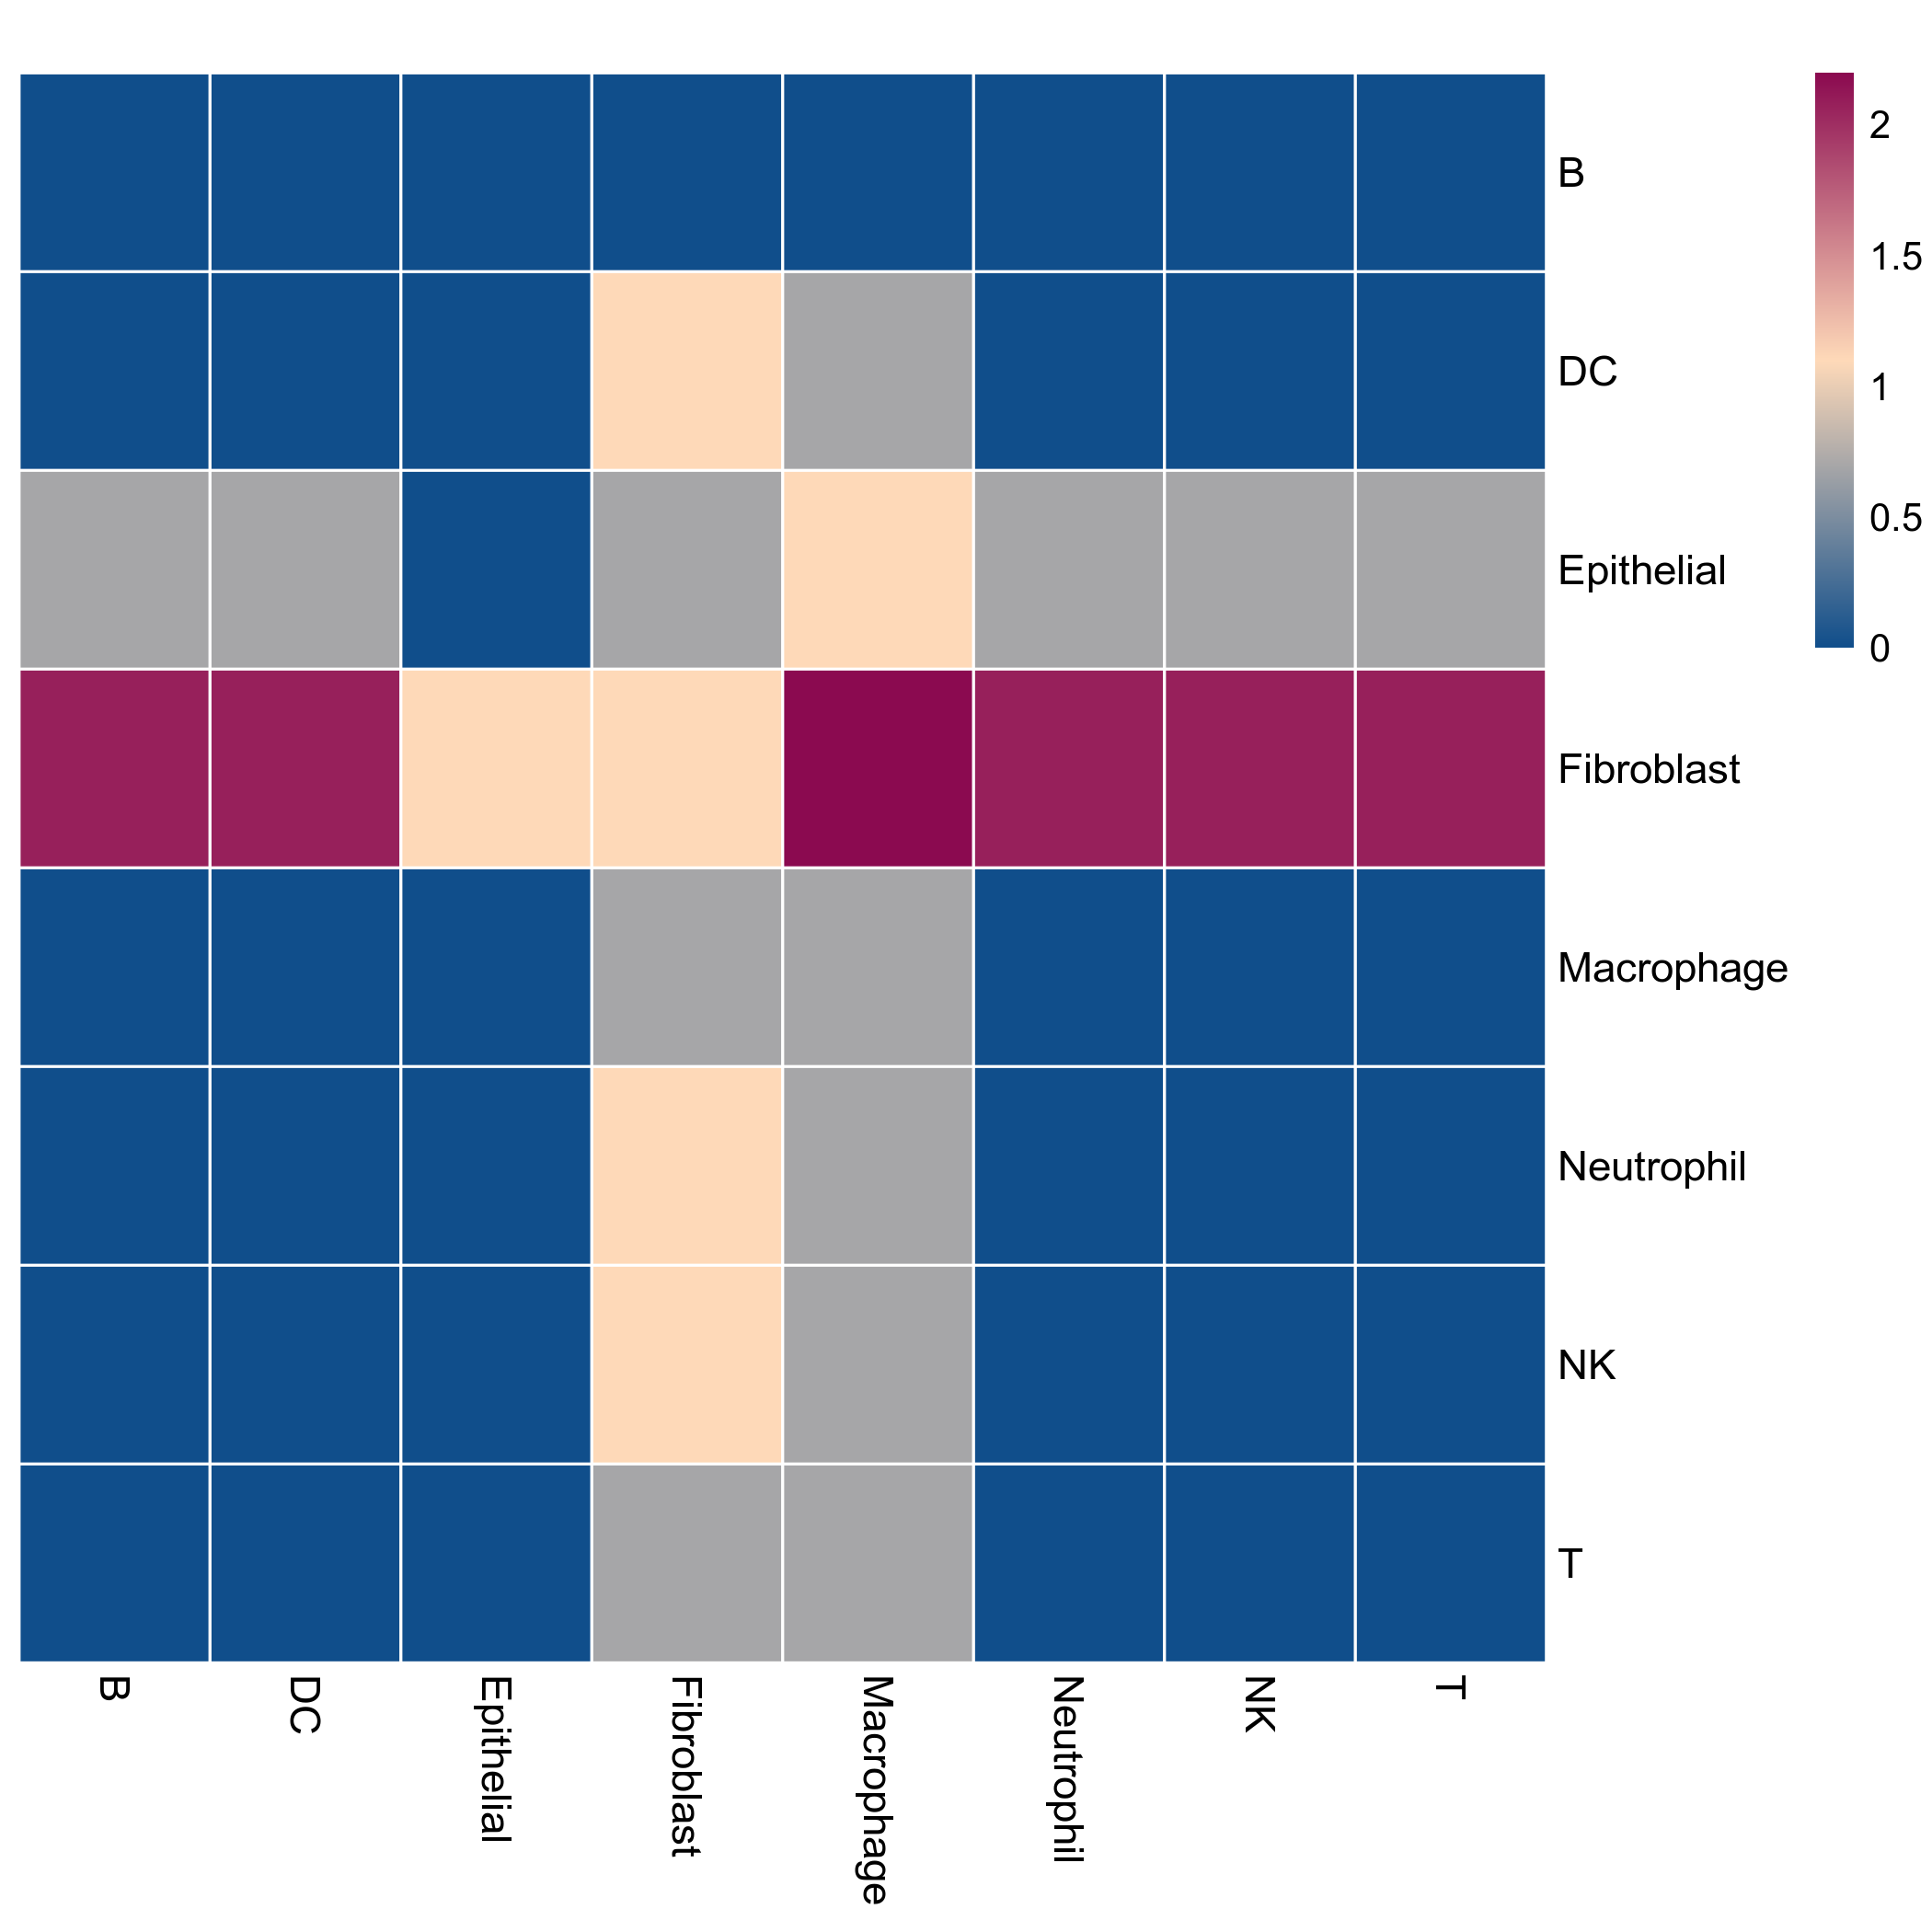 2
1.5
1
0.5
0
B
DC
Epithelial
Fibroblast
Macrophage
Neutrophil
NK
T
B
DC
Epithelial
Fibroblast
Macrophage
Neutrophil
NK
T